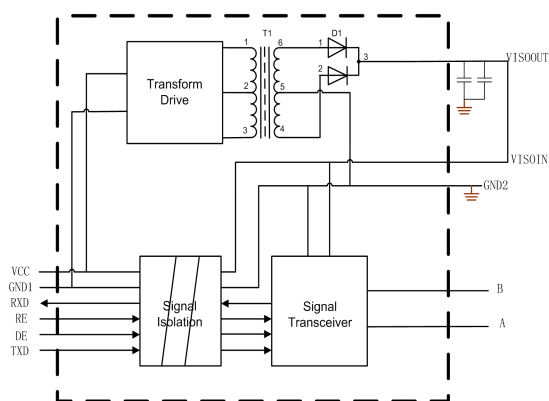 1
T1
6
1
D1
3
VISOOUT
Transform
Drive
2
5
2
3
4
VISOIN
GND2
VCC
GND1
RXD
RE
DE
TXD
Signal
Isolation
Signal
Transceiver
B
A